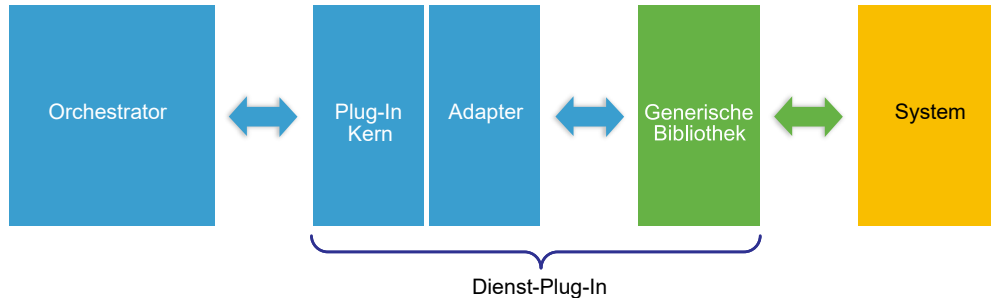 Orchestrator
Plug-In
Kern
Adapter
Generische
Bibliothek
System
Dienst-Plug-In